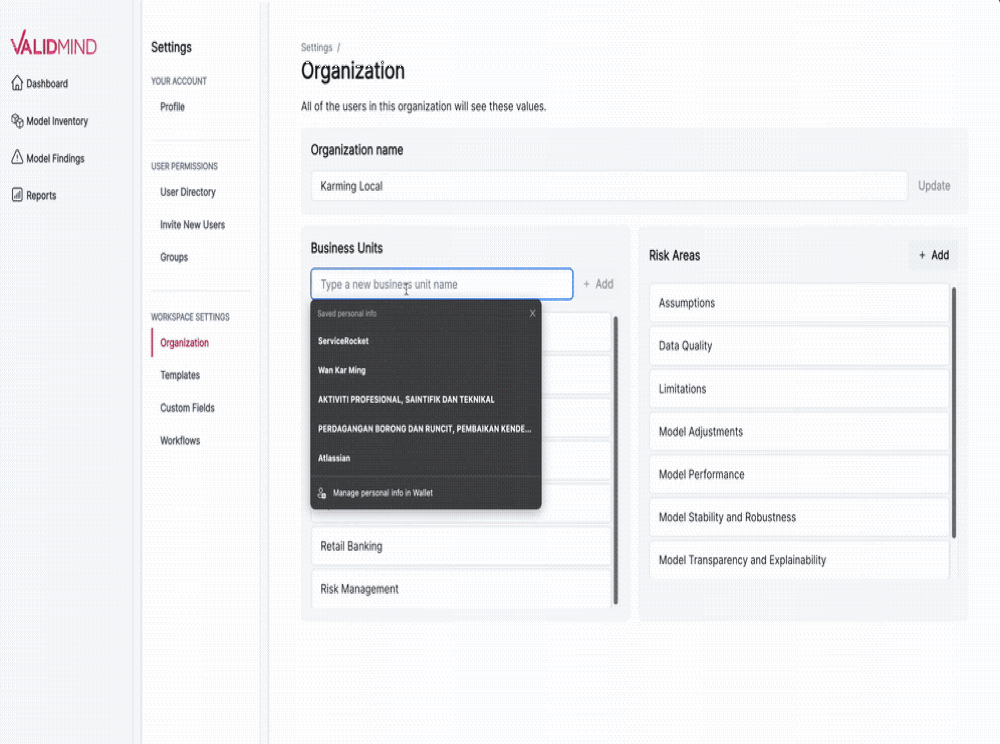 VALIDMIND
Dashboard
Model Inventory
Model Findings
Reports
Settings
YOUR ACCOUNT
Profile
USER PERMISSIONS
User Directory
Invite New Users
Groups
WORKSPACE SETTINGS
Organization
Templates
Custom Fields
Workflows
Settings /
Organization
All of the users in this organization will see these values.
Organization name
Karming Local
Update
Business Units
Type a new business unit name
+ Add
Saved personal info
X
ServiceRocket
Wan Kar Ming
AKTIVITI PROFESIONAL, SAINTIFIK DAN TEKNIKAL
PERDAGANGAN BORONG DAN RUNCIT, PEMBAIKAN KENDE...
Atlassian
Manage personal info in Wallet
Retail Banking
Risk Management
Risk Areas
+ Add
Assumptions
Data Quality
Limitations
Model Adjustments
Model Performance
Model Stability and Robustness
Model Transparency and Explainability